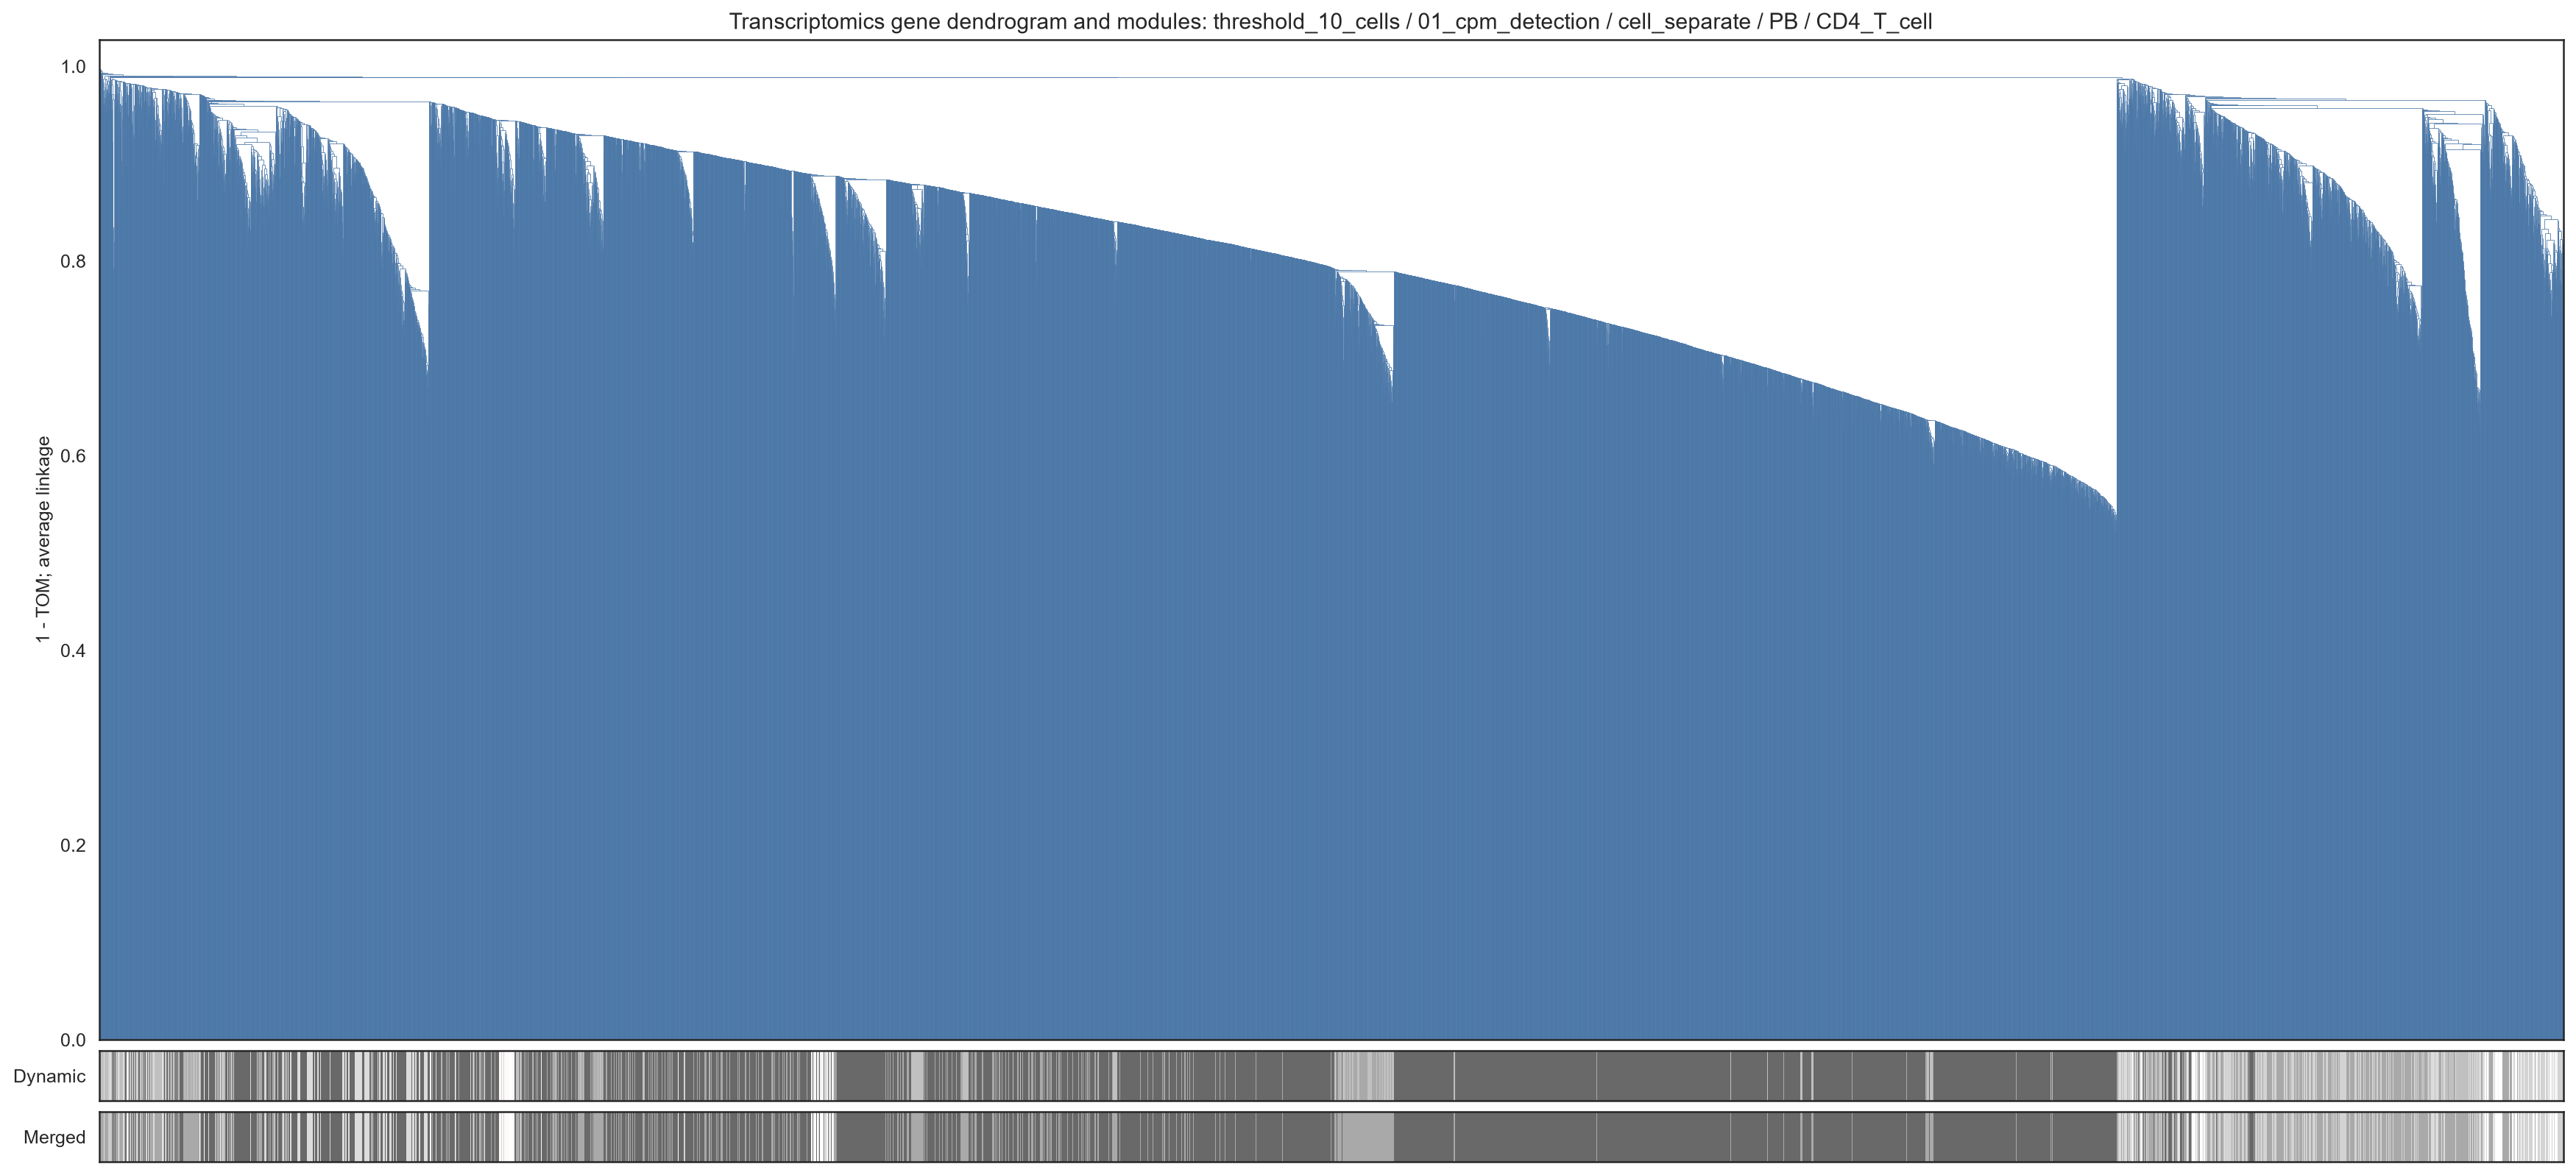 Transcriptomics gene dendrogram and modules: threshold_10_cells / 01_cpm_detection / cell_separate / PB / CD4_T_cell
1.0
0.8
0.6
0.4
0.2
0.0
1 - TOM; average linkage
Dynamic
Merged